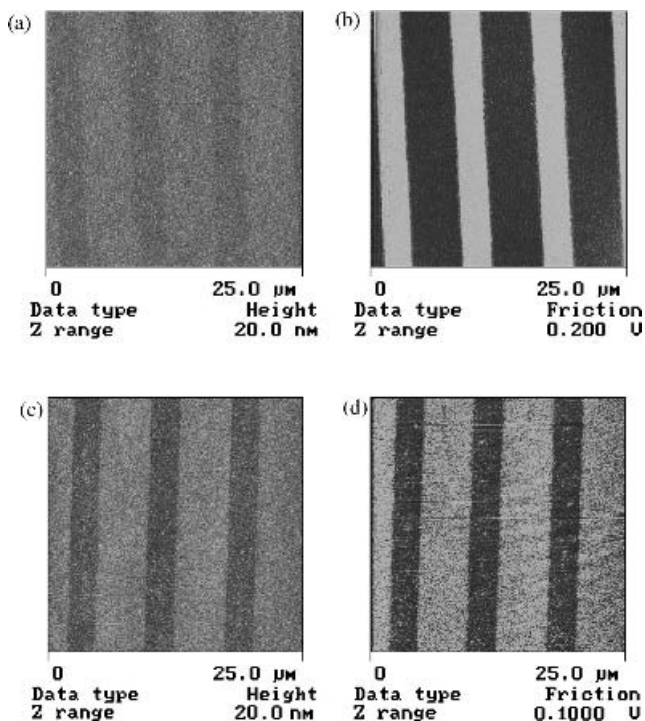 (a)
(b)
0 25.0 µM
Data type Height
Z range 20.0 nm
0 25.0 µM
Data type Friction
Z range 0.200 V
(c)
(d)
0 25.0 µM
Data type Height
Z range 20.0 nm
0 25.0 µM
Data type Friction
Z range 0.1000 V